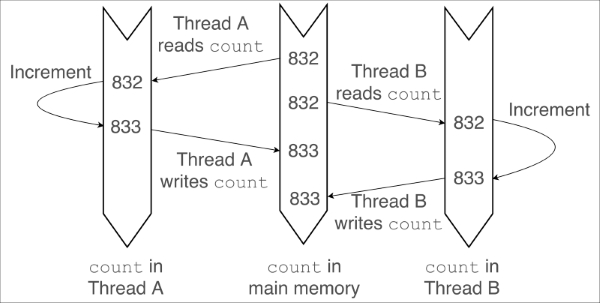 Thread A
reads count
Increment
832
833
Thread A
writes count
832
832
833
833
Thread B
reads count
Increment
832
833
Thread B
writes count
count in
Thread A
count in
main memory
count in
Thread B